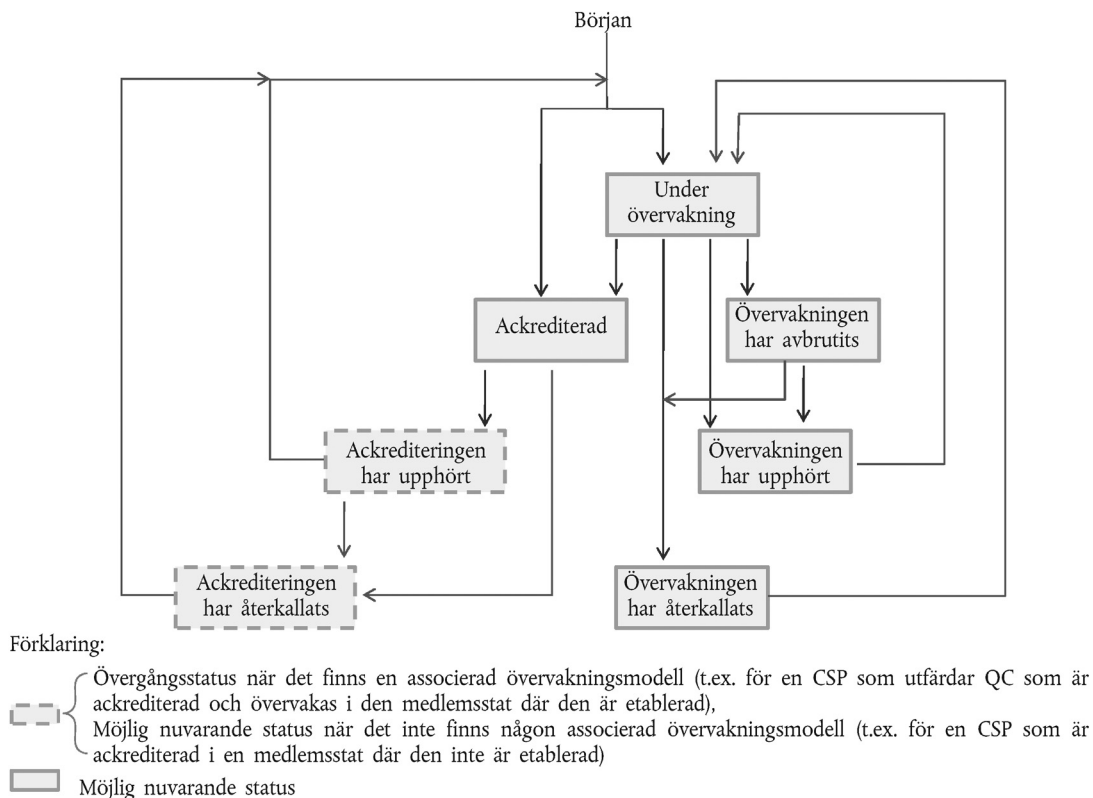 Början
Under
övervakning
Ackrediterad
Övervakningen
har avbrutits
Ackrediteringen
har upphört
Övervakningen
har upphört
Ackrediteringen
har återkallats
Övervakningen
har återkallats
Förklaring:
Övergångsstatus när det finns en associerad övervakningsmodell (t.ex. för en CSP som utfärdar QC som är
ackrediterad och övervakas i den medlemsstat där den är etablerad),
Möjlig nuvarande status när det inte finns någon associerad övervakningsmodell (t.ex. för en CSP som är
ackrediterad i en medlemsstat där den inte är etablerad)
Möjlig nuvarande status